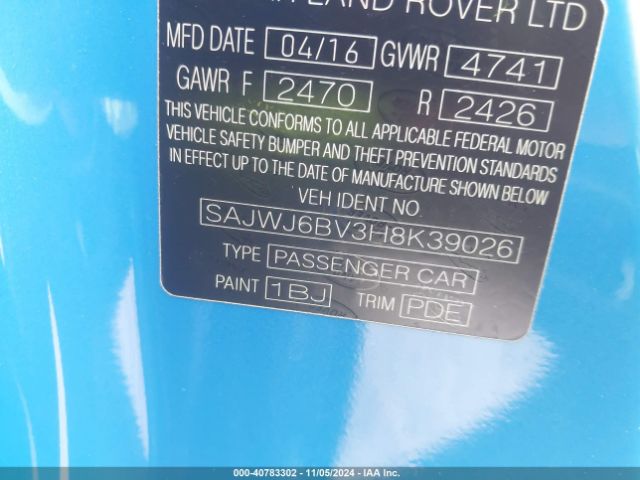 LAND ROVER LTD
MFD DATE 04/16 GVWR 4741
GAWR F 2470 R 2426
THIS VEHICLE CONFORMS TO ALL APPLICABLE FEDERAL MOTOR
VEHICLE SAFETY BUMPER AND THEFT PREVENTION STANDARDS
IN EFFECT UP TO THE DATE OF MANUFACTURE SHOWN BELOW
VEH IDENT NO.
SAJWJ6BV3H8K39026
TYPE PASSENGER CAR
PAINT 1BJ TRIM PDE
000-40783302 - 11/05/2024 - IAA Inc.